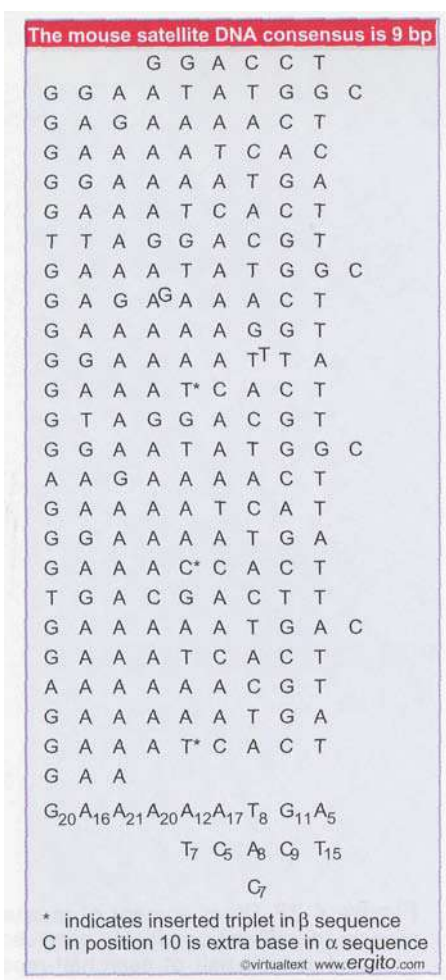 The mouse satellite DNA consensus is 9 bp
G G A C C T
G G A A T A T G G C
G A G A A A A C T
G A A A A T C A C
G G A A A A T G A
G A A A T C A C T
T T A G G A C G T
G A A A T A T G G C
G A G A G A A A C T
G A A A A A G G T
G G A A A A T T T A
G A A A T* C A C T
G T A G G A C G T
G G A A T A T G G C
A A G A A A A C T
G A A A A T C A T
G G A A A A T G A
G A A A C* C A C T
T G A C G A C T T
G A A A A A T G A C
G A A A T C A C T
A A A A A A C G T
G A A A A A T G A
G A A A T* C A C T
G A A
G20 A16 A21 A20 A12 A17 T8 G11 A5
T7 C5 A8 C9 T15
C7
* indicates inserted triplet in β sequence
C in position 10 is extra base in α sequence
©virtualtext www.ergito.com